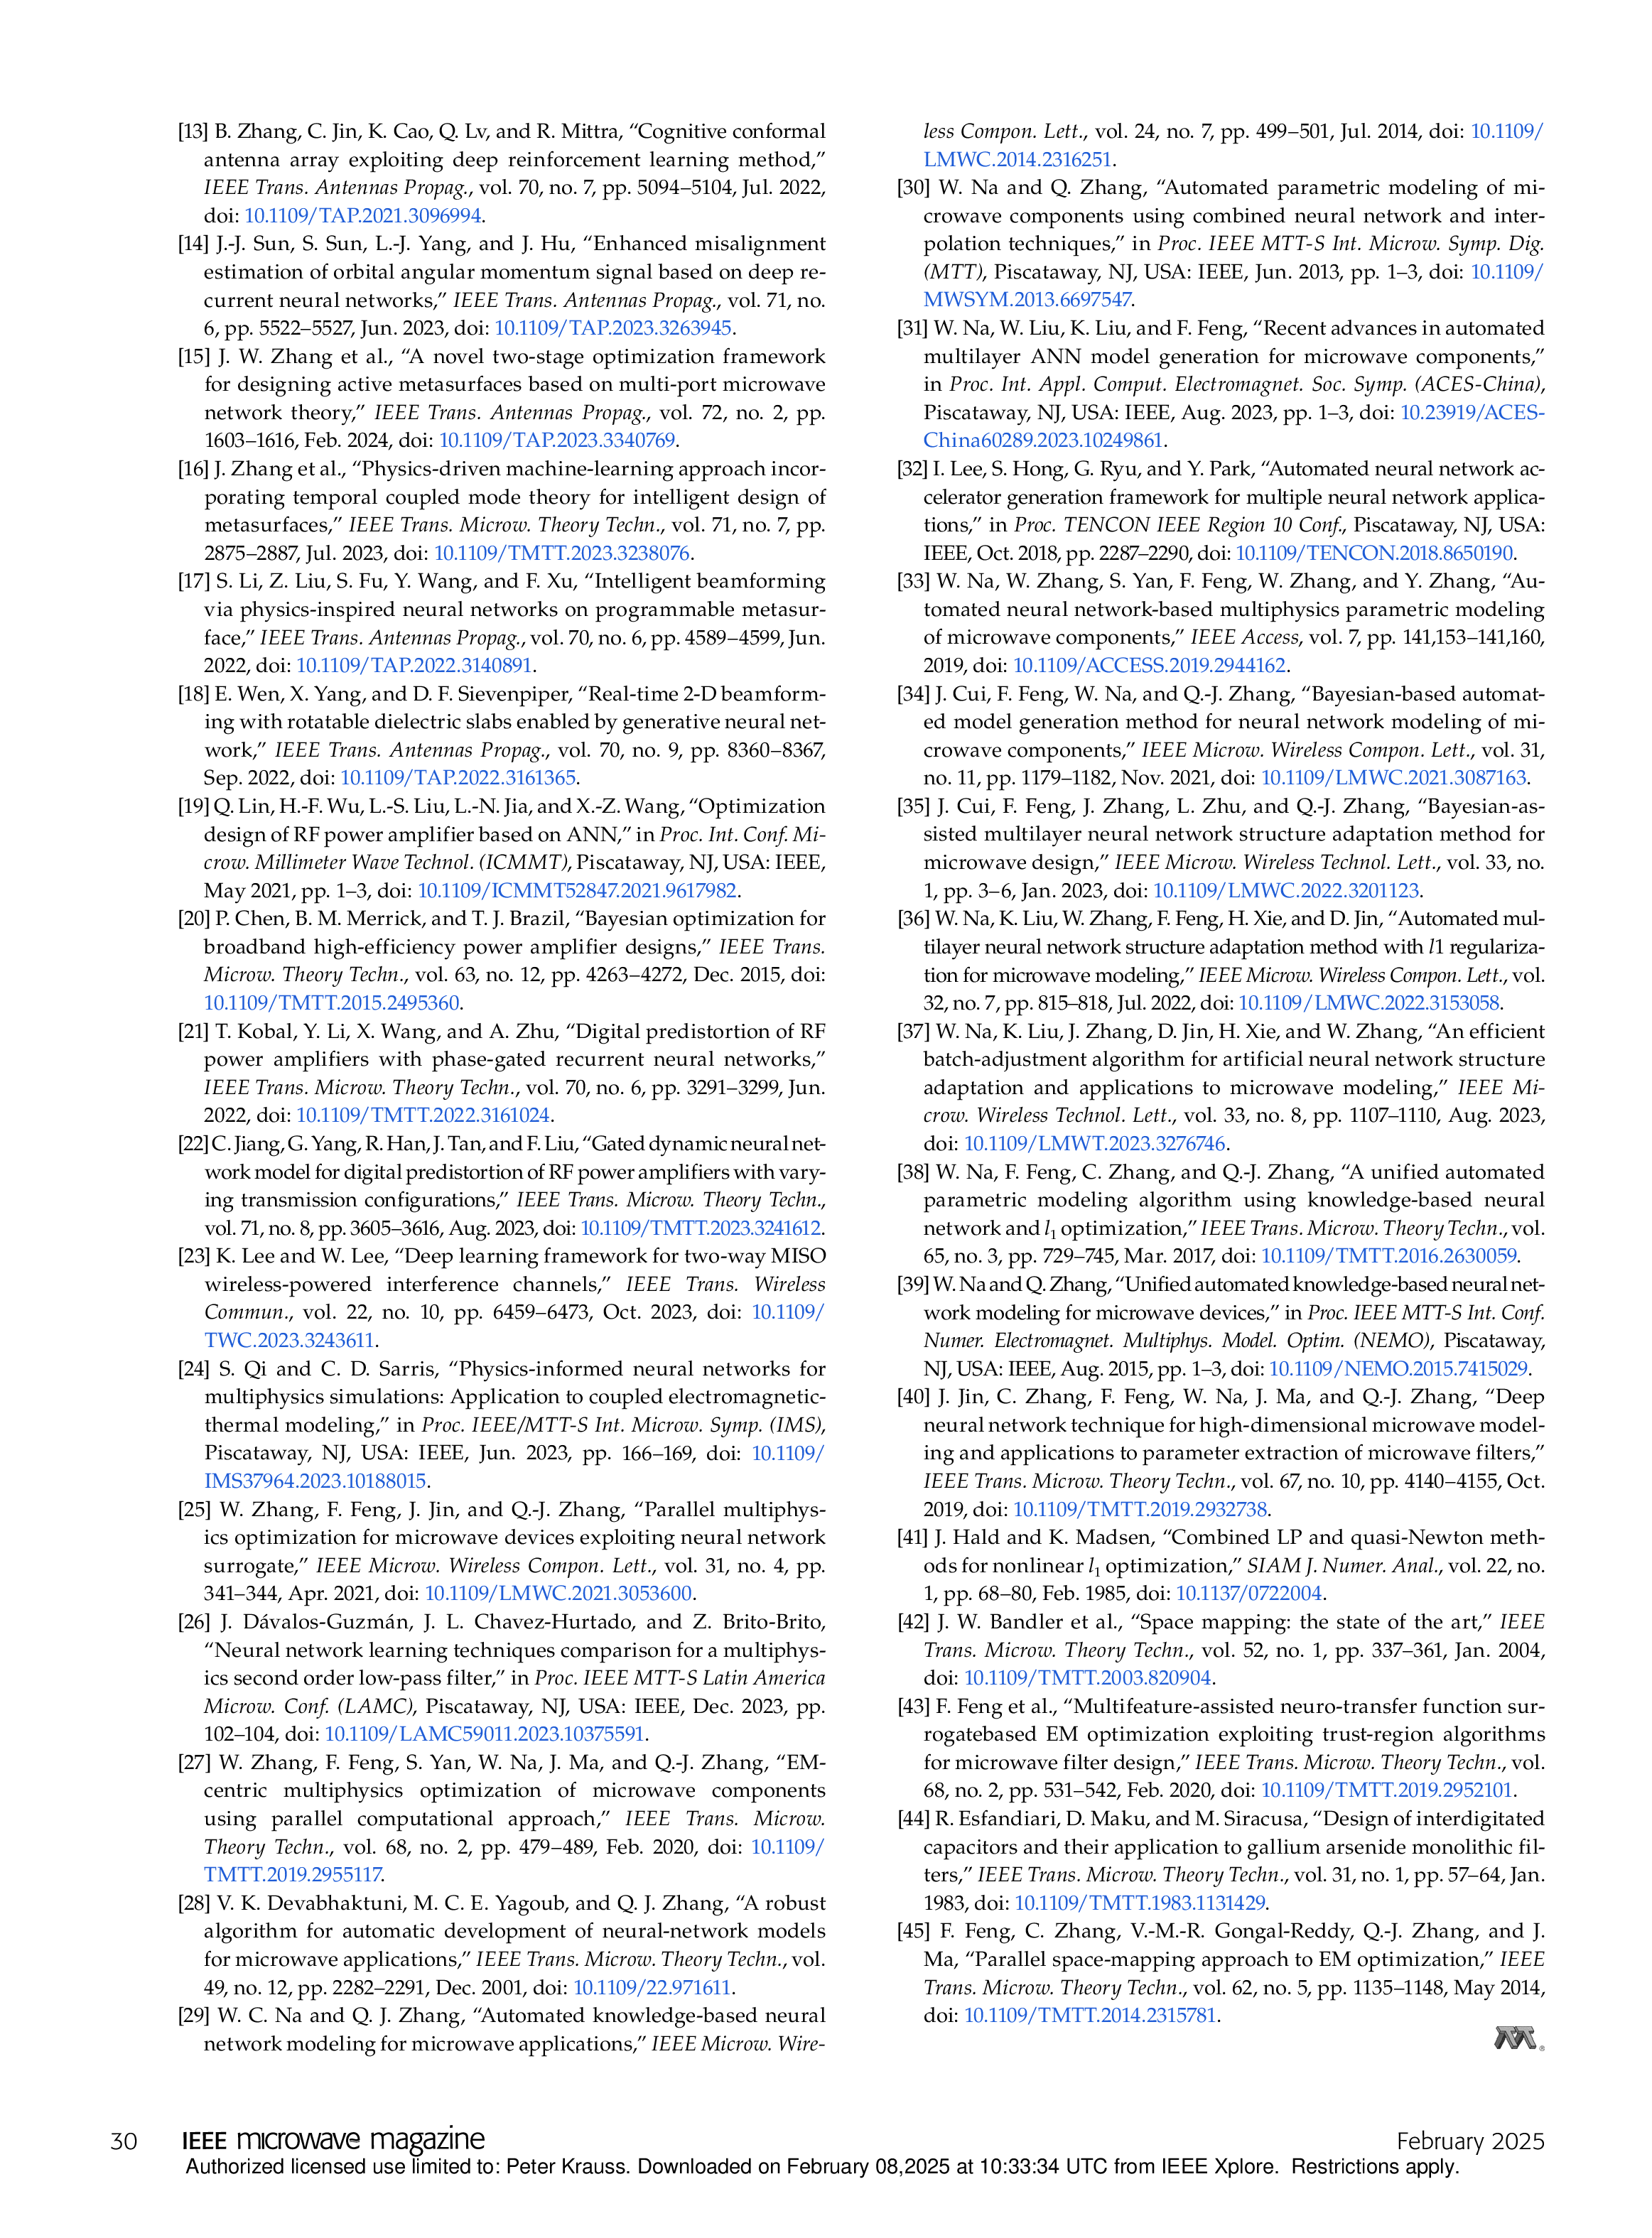 [13] B. Zhang, C. Jin, K. Cao, Q. Lv, and R. Mittra, “Cognitive conformal
antenna array exploiting deep reinforcement learning method,”
IEEE Trans. Antennas Propag., vol. 70, no. 7, pp. 5094–5104, Jul. 2022,
doi: 10.1109/TAP.2021.3096994.
[14] J.-J. Sun, S. Sun, L.-J. Yang, and J. Hu, “Enhanced misalignment
estimation of orbital angular momentum signal based on deep re-
current neural networks,” IEEE Trans. Antennas Propag., vol. 71, no.
6, pp. 5522–5527, Jun. 2023, doi: 10.1109/TAP.2023.3263945.
[15] J. W. Zhang et al., “A novel two-stage optimization framework
for designing active metasurfaces based on multi-port microwave
network theory,” IEEE Trans. Antennas Propag., vol. 72, no. 2, pp.
1603–1616, Feb. 2024, doi: 10.1109/TAP.2023.3340769.
[16] J. Zhang et al., “Physics-driven machine-learning approach incor-
porating temporal coupled mode theory for intelligent design of
metasurfaces,” IEEE Trans. Microw. Theory Techn., vol. 71, no. 7, pp.
2875–2887, Jul. 2023, doi: 10.1109/TMTT.2023.3238076.
[17] S. Li, Z. Liu, S. Fu, Y. Wang, and F. Xu, “Intelligent beamforming
via physics-inspired neural networks on programmable metasur-
face,” IEEE Trans. Antennas Propag., vol. 70, no. 6, pp. 4589–4599, Jun.
2022, doi: 10.1109/TAP.2022.3140891.
[18] E. Wen, X. Yang, and D. F. Sievenpiper, “Real-time 2-D beamform-
ing with rotatable dielectric slabs enabled by generative neural net-
work,” IEEE Trans. Antennas Propag., vol. 70, no. 9, pp. 8360–8367,
Sep. 2022, doi: 10.1109/TAP.2022.3161365.
[19] Q. Lin, H.-F. Wu, L.-S. Liu, L.-N. Jia, and X.-Z. Wang, “Optimization
design of RF power amplifier based on ANN,” in Proc. Int. Conf. Mi-
crow. Millimeter Wave Technol. (ICMMT), Piscataway, NJ, USA: IEEE,
May 2021, pp. 1–3, doi: 10.1109/ICMMT52847.2021.9617982.
[20] P. Chen, B. M. Merrick, and T. J. Brazil, “Bayesian optimization for
broadband high-efficiency power amplifier designs,” IEEE Trans.
Microw. Theory Techn., vol. 63, no. 12, pp. 4263–4272, Dec. 2015, doi:
10.1109/TMTT.2015.2495360.
[21] T. Kobal, Y. Li, X. Wang, and A. Zhu, “Digital predistortion of RF
power amplifiers with phase-gated recurrent neural networks,”
IEEE Trans. Microw. Theory Techn., vol. 70, no. 6, pp. 3291–3299, Jun.
2022, doi: 10.1109/TMTT.2022.3161024.
[22] C. Jiang, G. Yang, R. Han, J. Tan, and F. Liu, “Gated dynamic neural net-
work model for digital predistortion of RF power amplifiers with vary-
ing transmission configurations,” IEEE Trans. Microw. Theory Techn.,
vol. 71, no. 8, pp. 3605–3616, Aug. 2023, doi: 10.1109/TMTT.2023.3241612.
[23] K. Lee and W. Lee, “Deep learning framework for two-way MISO
wireless-powered interference channels,” IEEE Trans. Wireless
Commun., vol. 22, no. 10, pp. 6459–6473, Oct. 2023, doi: 10.1109/
TWC.2023.3243611.
[24] S. Qi and C. D. Sarris, “Physics-informed neural networks for
multiphysics simulations: Application to coupled electromagnetic-
thermal modeling,” in Proc. IEEE/MTT-S Int. Microw. Symp. (IMS),
Piscataway, NJ, USA: IEEE, Jun. 2023, pp. 166–169, doi: 10.1109/
IMS37964.2023.10188015.
[25] W. Zhang, F. Feng, J. Jin, and Q.-J. Zhang, “Parallel multiphys-
ics optimization for microwave devices exploiting neural network
surrogate,” IEEE Microw. Wireless Compon. Lett., vol. 31, no. 4, pp.
341–344, Apr. 2021, doi: 10.1109/LMWC.2021.3053600.
[26] J. Dávalos-Guzmán, J. L. Chavez-Hurtado, and Z. Brito-Brito,
“Neural network learning techniques comparison for a multiphys-
ics second order low-pass filter,” in Proc. IEEE MTT-S Latin America
Microw. Conf. (LAMC), Piscataway, NJ, USA: IEEE, Dec. 2023, pp.
102–104, doi: 10.1109/LAMC59011.2023.10375591.
[27] W. Zhang, F. Feng, S. Yan, W. Na, J. Ma, and Q.-J. Zhang, “EM-
centric multiphysics optimization of microwave components
using parallel computational approach,” IEEE Trans. Microw.
Theory Techn., vol. 68, no. 2, pp. 479–489, Feb. 2020, doi: 10.1109/
TMTT.2019.2955117.
[28] V. K. Devabhaktuni, M. C. E. Yagoub, and Q. J. Zhang, “A robust
algorithm for automatic development of neural-network models
for microwave applications,” IEEE Trans. Microw. Theory Techn., vol.
49, no. 12, pp. 2282–2291, Dec. 2001, doi: 10.1109/22.971611.
[29] W. C. Na and Q. J. Zhang, “Automated knowledge-based neural
network modeling for microwave applications,” IEEE Microw. Wire-
less Compon. Lett., vol. 24, no. 7, pp. 499–501, Jul. 2014, doi: 10.1109/
LMWC.2014.2316251.
[30] W. Na and Q. Zhang, “Automated parametric modeling of mi-
crowave components using combined neural network and inter-
polation techniques,” in Proc. IEEE MTT-S Int. Microw. Symp. Dig.
(MTT), Piscataway, NJ, USA: IEEE, Jun. 2013, pp. 1–3, doi: 10.1109/
MWSYM.2013.6697547.
[31] W. Na, W. Liu, K. Liu, and F. Feng, “Recent advances in automated
multilayer ANN model generation for microwave components,”
in Proc. Int. Appl. Comput. Electromagnet. Soc. Symp. (ACES-China),
Piscataway, NJ, USA: IEEE, Aug. 2023, pp. 1–3, doi: 10.23919/ACES-
China60289.2023.10249861.
[32] I. Lee, S. Hong, G. Ryu, and Y. Park, “Automated neural network ac-
celerator generation framework for multiple neural network applica-
tions,” in Proc. TENCON IEEE Region 10 Conf., Piscataway, NJ, USA:
IEEE, Oct. 2018, pp. 2287–2290, doi: 10.1109/TENCON.2018.8650190.
[33] W. Na, W. Zhang, S. Yan, F. Feng, W. Zhang, and Y. Zhang, “Au-
tomated neural network-based multiphysics parametric modeling
of microwave components,” IEEE Access, vol. 7, pp. 141,153–141,160,
2019, doi: 10.1109/ACCESS.2019.2944162.
[34] J. Cui, F. Feng, W. Na, and Q.-J. Zhang, “Bayesian-based automat-
ed model generation method for neural network modeling of mi-
crowave components,” IEEE Microw. Wireless Compon. Lett., vol. 31,
no. 11, pp. 1179–1182, Nov. 2021, doi: 10.1109/LMWC.2021.3087163.
[35] J. Cui, F. Feng, J. Zhang, L. Zhu, and Q.-J. Zhang, “Bayesian-as-
sisted multilayer neural network structure adaptation method for
microwave design,” IEEE Microw. Wireless Technol. Lett., vol. 33, no.
1, pp. 3–6, Jan. 2023, doi: 10.1109/LMWC.2022.3201123.
[36] W. Na, K. Liu, W. Zhang, F. Feng, H. Xie, and D. Jin, “Automated mul-
tilayer neural network structure adaptation method with l1 regulariza-
tion for microwave modeling,” IEEE Microw. Wireless Compon. Lett., vol.
32, no. 7, pp. 815–818, Jul. 2022, doi: 10.1109/LMWC.2022.3153058.
[37] W. Na, K. Liu, J. Zhang, D. Jin, H. Xie, and W. Zhang, “An efficient
batch-adjustment algorithm for artificial neural network structure
adaptation and applications to microwave modeling,” IEEE Mi-
crow. Wireless Technol. Lett., vol. 33, no. 8, pp. 1107–1110, Aug. 2023,
doi: 10.1109/LMWT.2023.3276746.
[38] W. Na, F. Feng, C. Zhang, and Q.-J. Zhang, “A unified automated
parametric modeling algorithm using knowledge-based neural
network and l1 optimization,” IEEE Trans. Microw. Theory Techn., vol.
65, no. 3, pp. 729–745, Mar. 2017, doi: 10.1109/TMTT.2016.2630059.
[39] W. Na and Q. Zhang, “Unified automated knowledge-based neural net-
work modeling for microwave devices,” in Proc. IEEE MTT-S Int. Conf.
Numer. Electromagnet. Multiphys. Model. Optim. (NEMO), Piscataway,
NJ, USA: IEEE, Aug. 2015, pp. 1–3, doi: 10.1109/NEMO.2015.7415029.
[40] J. Jin, C. Zhang, F. Feng, W. Na, J. Ma, and Q.-J. Zhang, “Deep
neural network technique for high-dimensional microwave model-
ing and applications to parameter extraction of microwave filters,”
IEEE Trans. Microw. Theory Techn., vol. 67, no. 10, pp. 4140–4155, Oct.
2019, doi: 10.1109/TMTT.2019.2932738.
[41] J. Hald and K. Madsen, “Combined LP and quasi-Newton meth-
ods for nonlinear l1 optimization,” SIAM J. Numer. Anal., vol. 22, no.
1, pp. 68–80, Feb. 1985, doi: 10.1137/0722004.
[42] J. W. Bandler et al., “Space mapping: the state of the art,” IEEE
Trans. Microw. Theory Techn., vol. 52, no. 1, pp. 337–361, Jan. 2004,
doi: 10.1109/TMTT.2003.820904.
[43] F. Feng et al., “Multifeature-assisted neuro-transfer function sur-
rogatebased EM optimization exploiting trust-region algorithms
for microwave filter design,” IEEE Trans. Microw. Theory Techn., vol.
68, no. 2, pp. 531–542, Feb. 2020, doi: 10.1109/TMTT.2019.2952101.
[44] R. Esfandiari, D. Maku, and M. Siracusa, “Design of interdigitated
capacitors and their application to gallium arsenide monolithic fil-
ters,” IEEE Trans. Microw. Theory Techn., vol. 31, no. 1, pp. 57–64, Jan.
1983, doi: 10.1109/TMTT.1983.1131429.
[45] F. Feng, C. Zhang, V.-M.-R. Gongal-Reddy, Q.-J. Zhang, and J.
Ma, “Parallel space-mapping approach to EM optimization,” IEEE
Trans. Microw. Theory Techn., vol. 62, no. 5, pp. 1135–1148, May 2014,
doi: 10.1109/TMTT.2014.2315781.
30 IEEE microwave magazine February 2025
Authorized licensed use limited to: Peter Krauss. Downloaded on February 08,2025 at 10:33:34 UTC from IEEE Xplore. Restrictions apply.